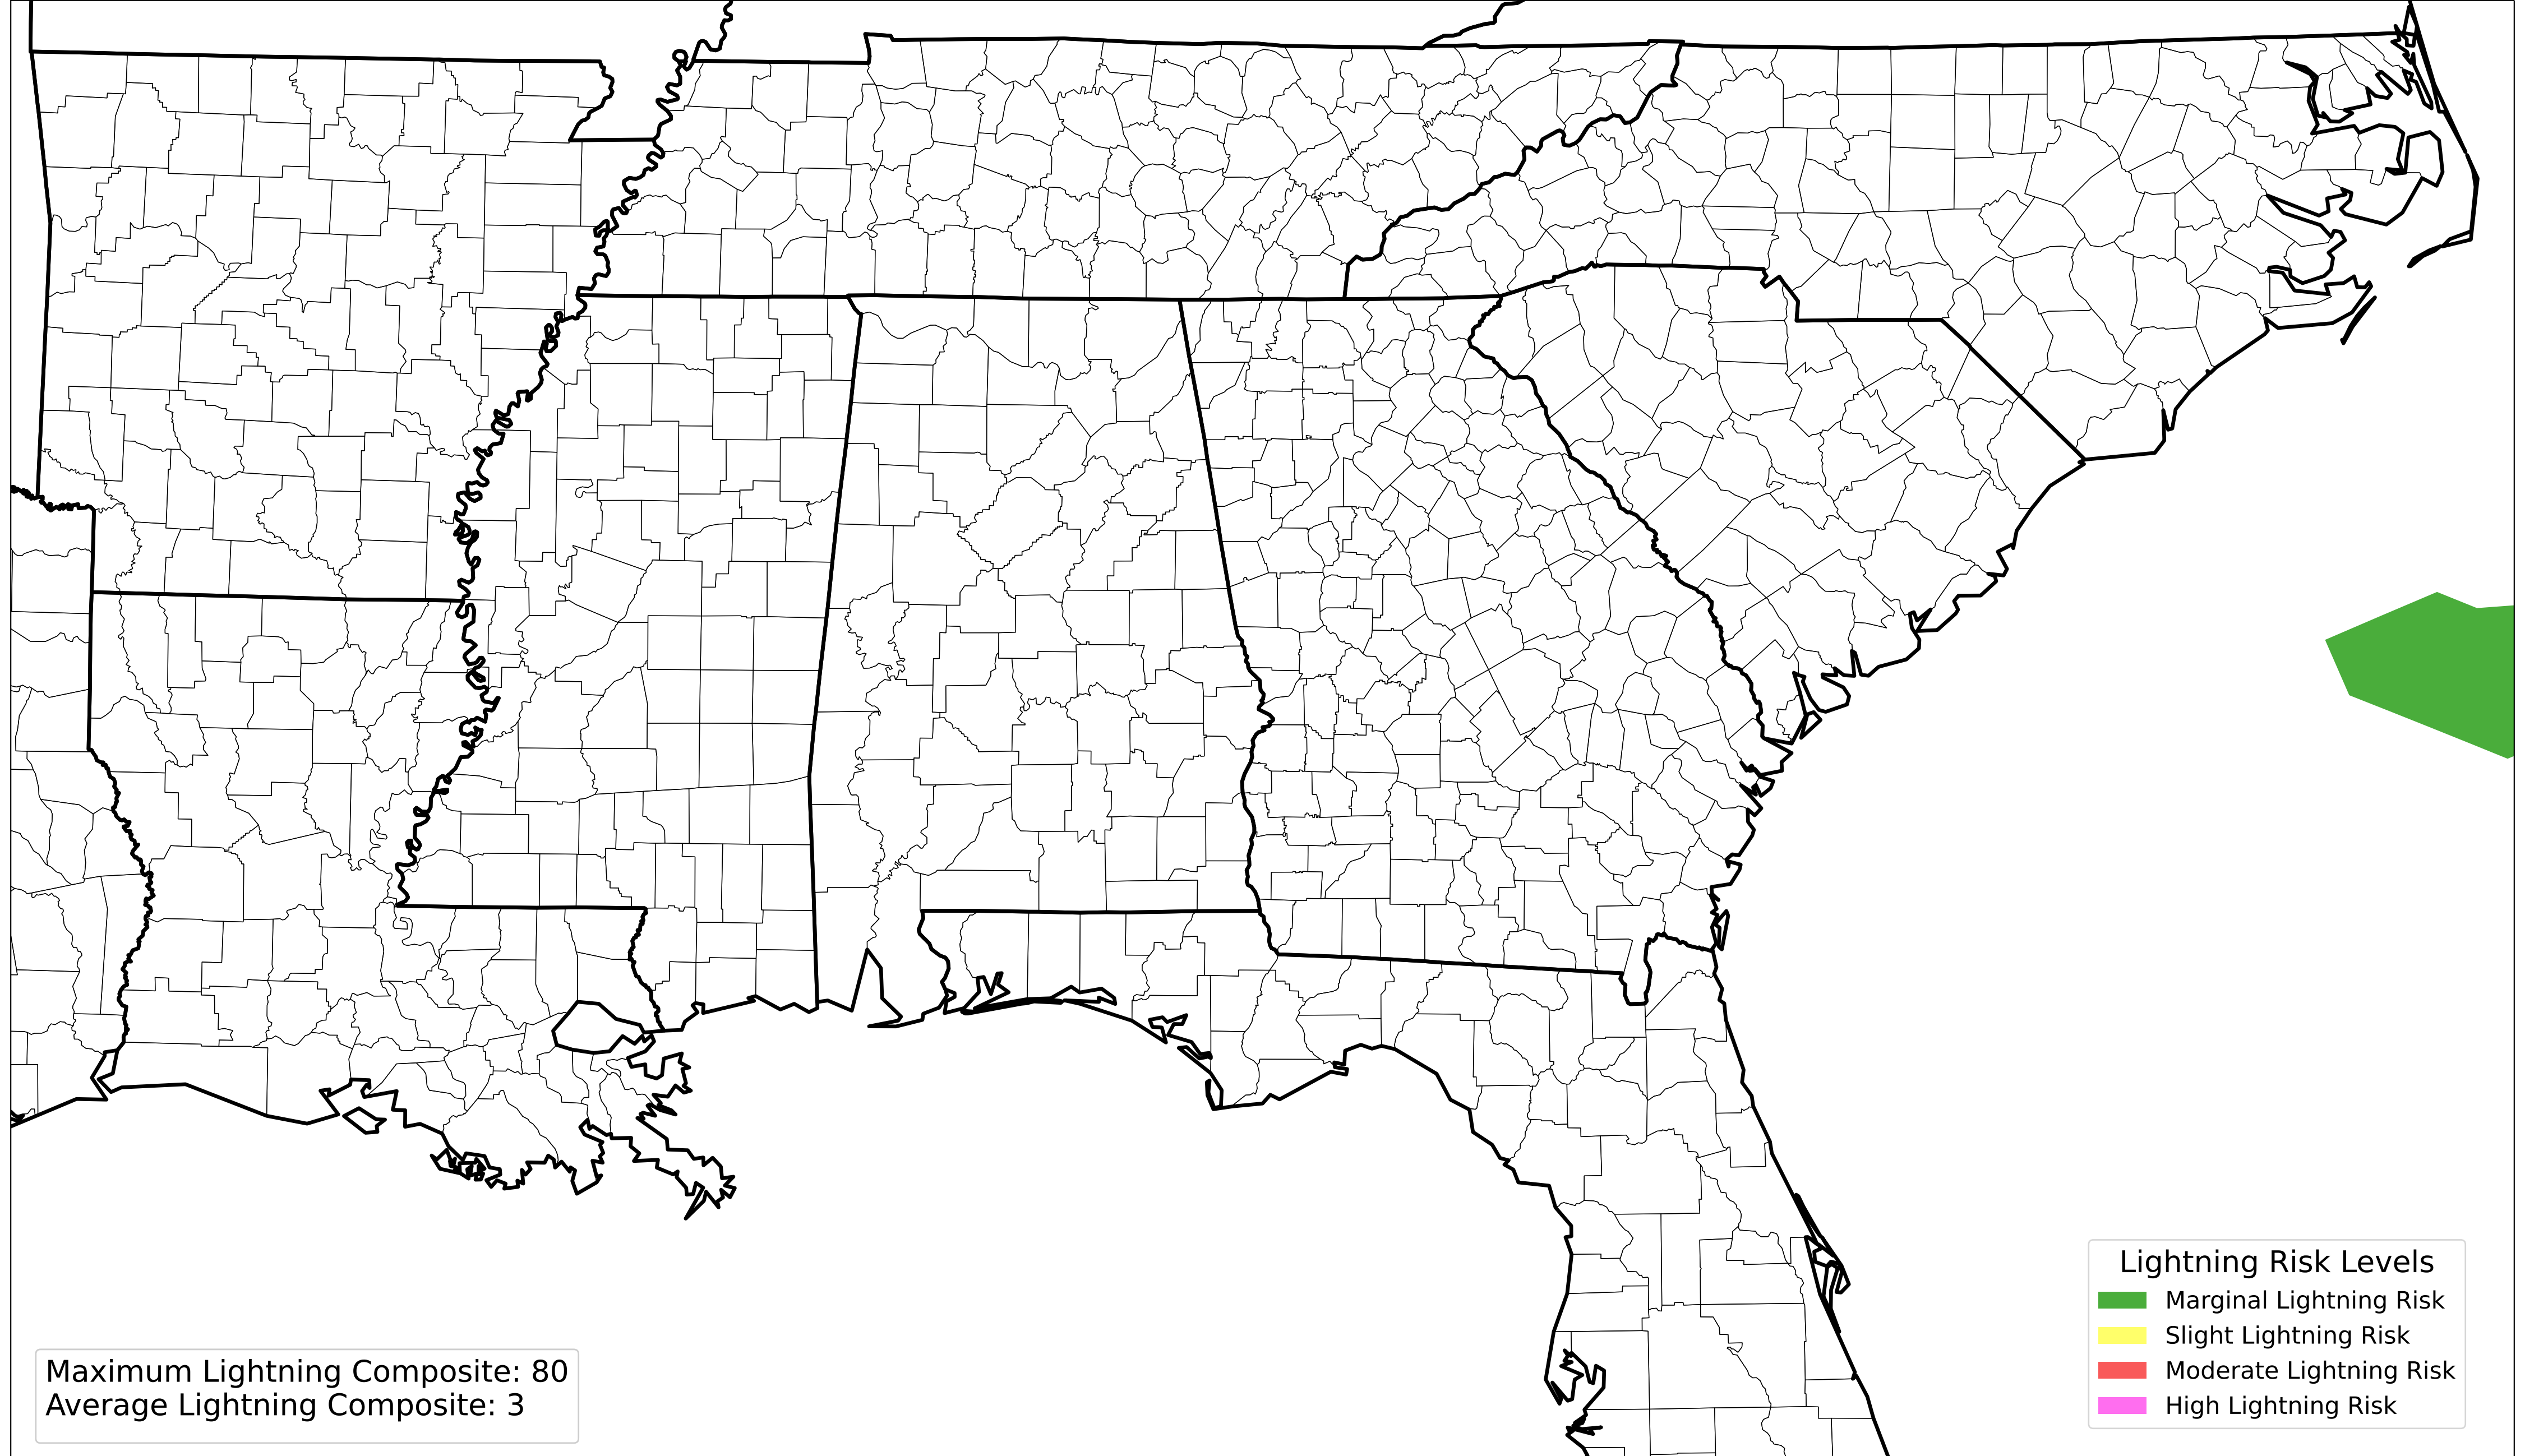 Lightning Risk Levels
Marginal Lightning Risk
Slight Lightning Risk
Moderate Lightning Risk
High Lightning Risk
Maximum Lightning Composite: 80
Average Lightning Composite: 3